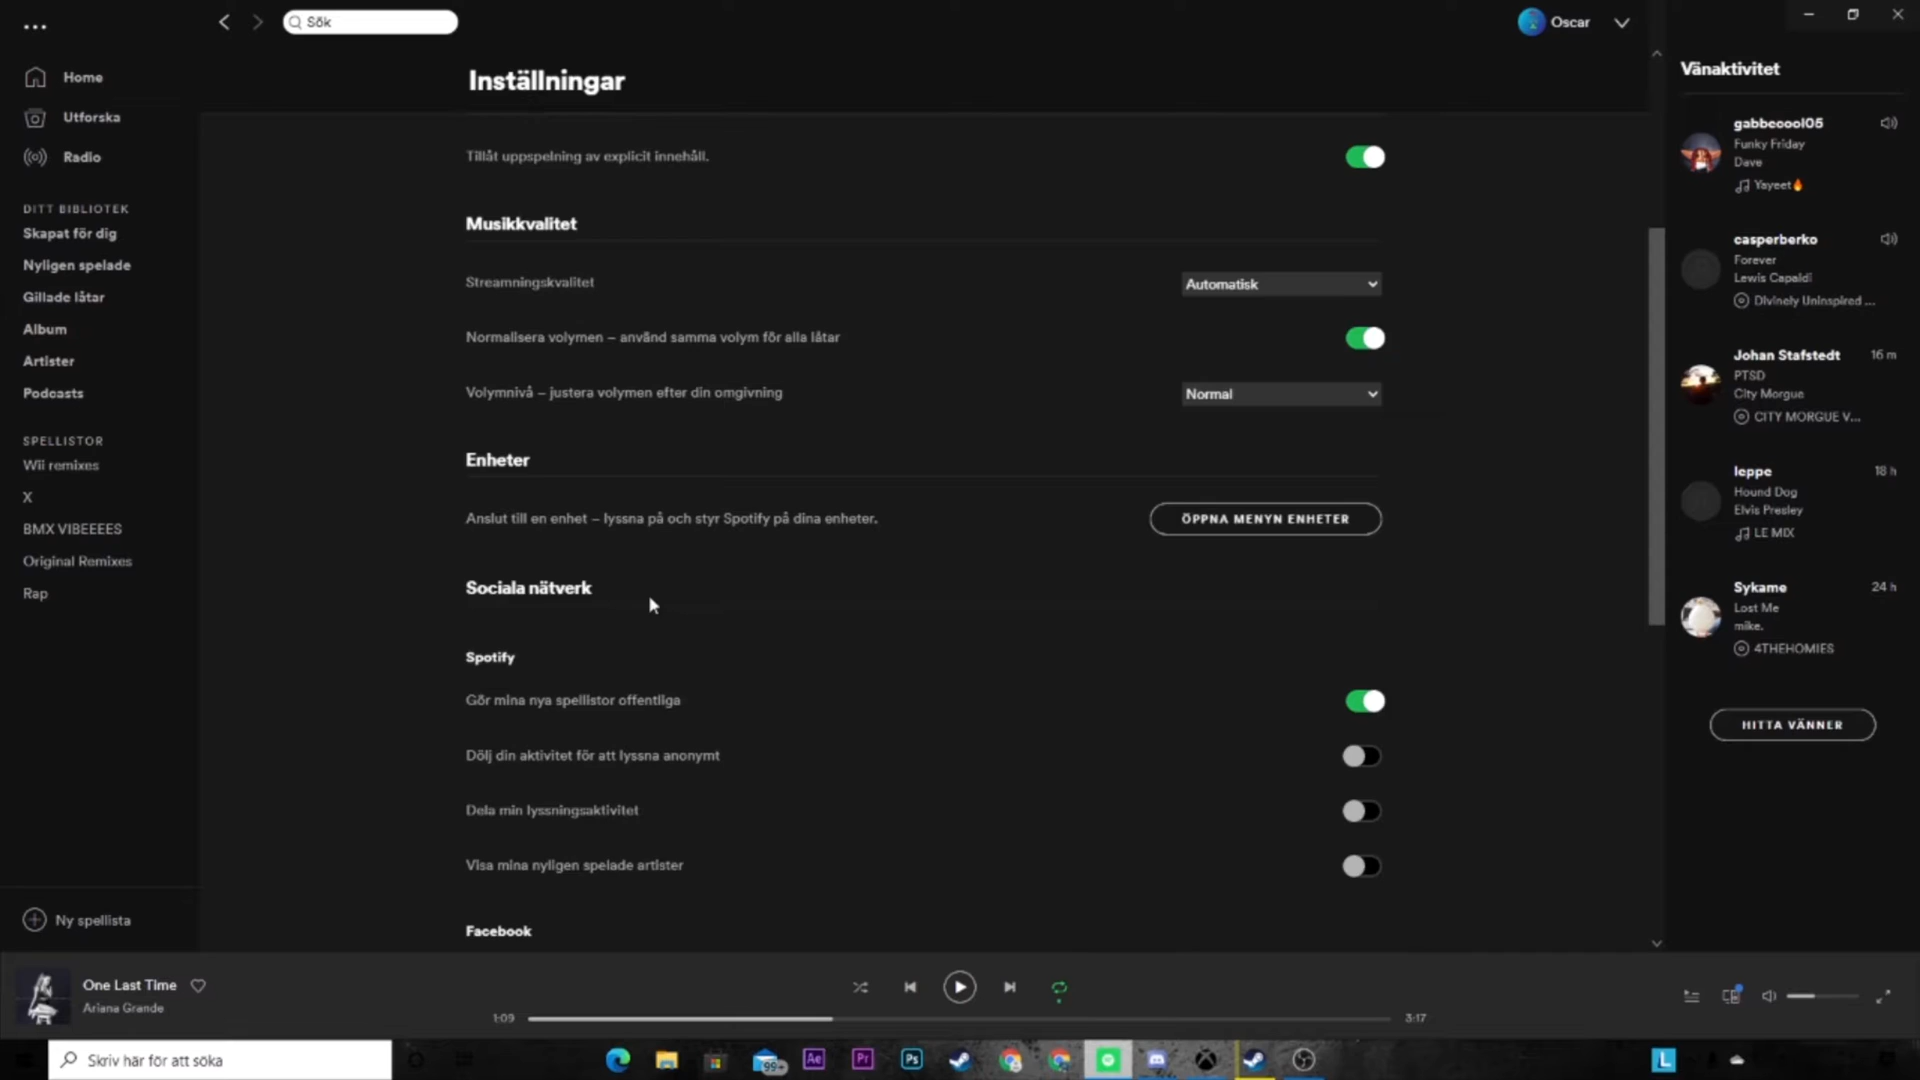 Sök
Oscar
Home
Utforska
Radio
DITT BIBLIOTEK
Skapat för dig
Nyligen spelade
Gillade låtar
Album
Artister
Podcasts
SPELLISTOR
Wii remixes
X
BMX VIBEEEES
Original Remixes
Rap
Ny spellista
Inställningar
Tillåt uppspelning av explicit innehåll.
Musikkvalitet
Streamningskvalitet
Automatisk
Normalisera volymen – använd samma volym för alla låtar
Volymnivå – justera volymen efter din omgivning
Normal
Enheter
Anslut till en enhet – lyssna på och styr Spotify på dina enheter.
ÖPPNA MENYN ENHETER
Sociala nätverk
Spotify
Gör mina nya spellistor offentliga
Dölj din aktivitet för att lyssna anonymt
Dela min lyssningsaktivitet
Visa mina nyligen spelade artister
Facebook
Vänaktivitet
gabbecool05
Funky Friday
Dave
Yayeet🔥
casperberko
Forever
Lewis Capaldi
Divinely Uninspired ...
Johan Stafstedt 16 m
PTSD
City Morgue
CITY MORGUE V...
leppe 18 h
Hound Dog
Elvis Presley
LE MIX
Sykame 24 h
Lost Me
mike.
4THEHOMIES
HITTA VÄNNER
One Last Time
Ariana Grande
1:09
3:17
Skriv här för att söka
99+
Ae
Pr
Ps
L